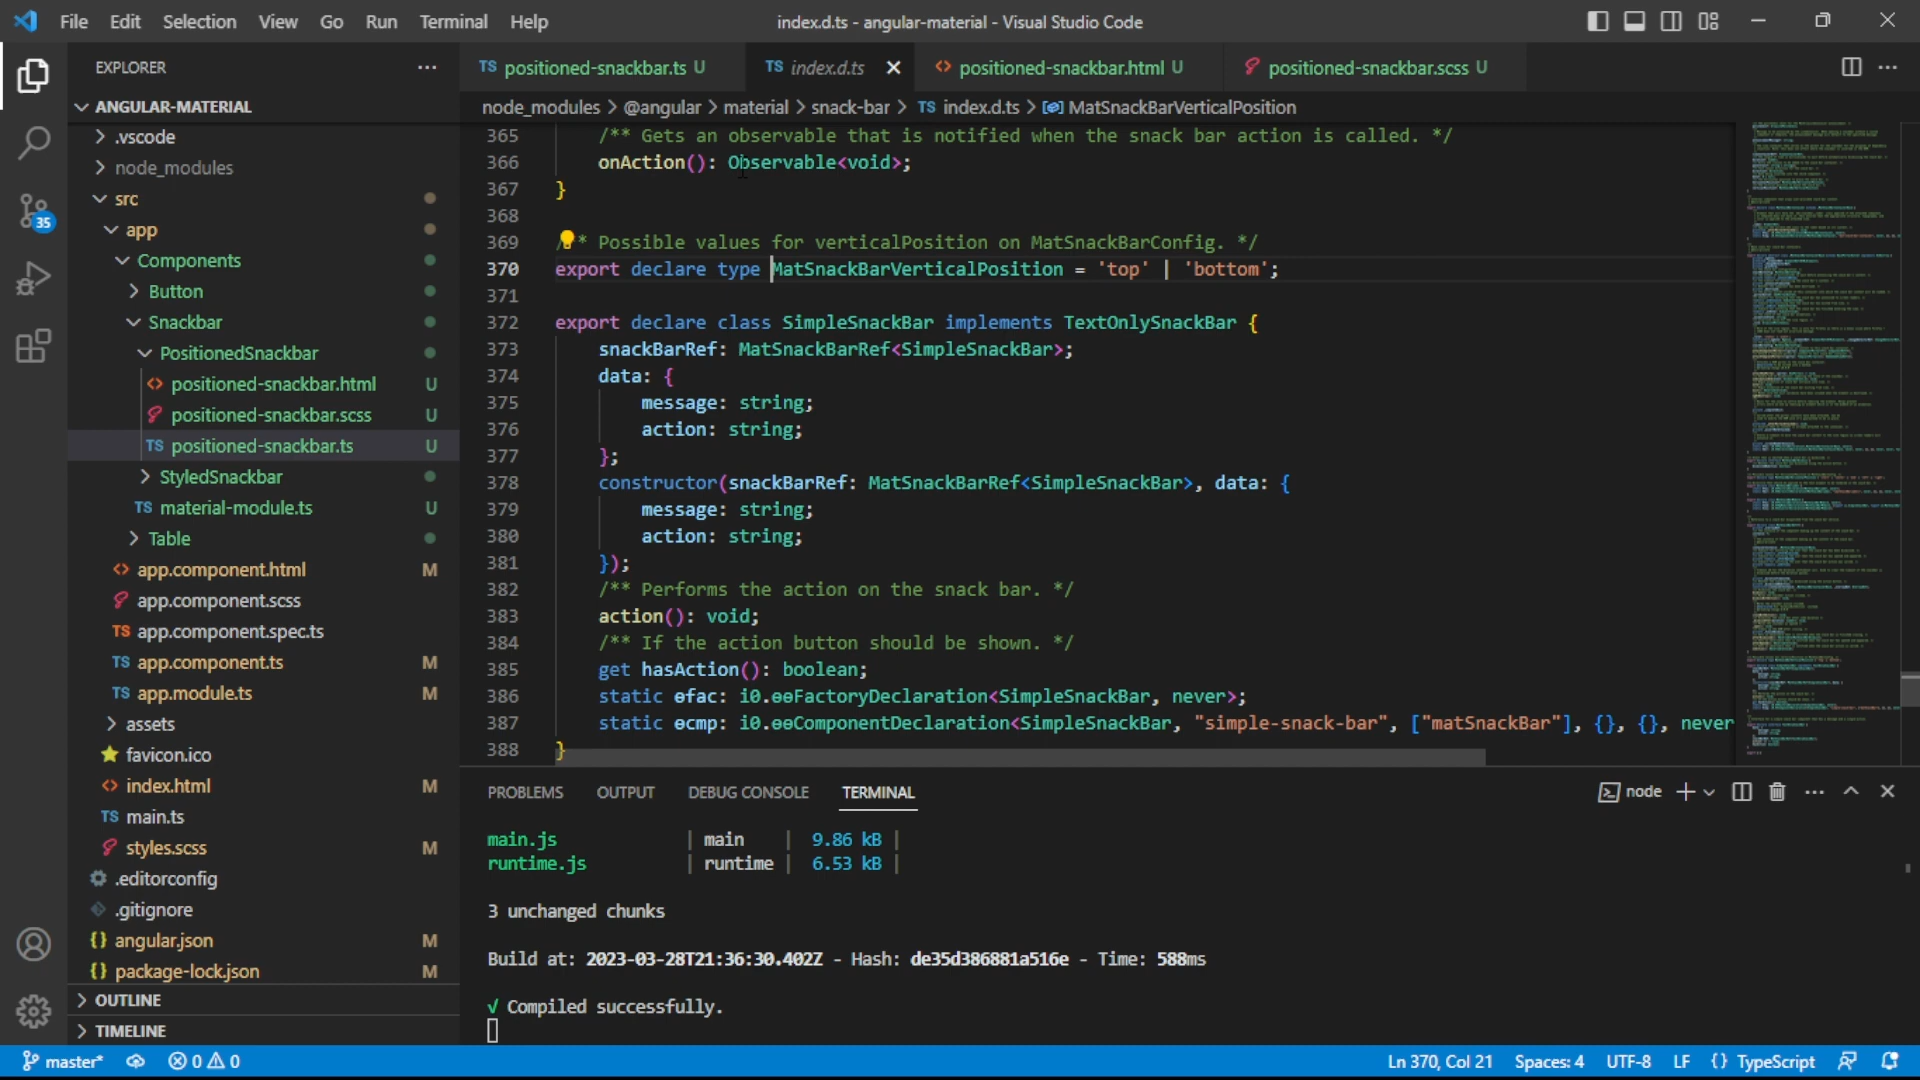 File Edit Selection View Go Run Terminal Help
index.d.ts - angular-material - Visual Studio Code
EXPLORER
ANGULAR-MATERIAL
.vscode
node_modules
src
app
Components
Button
Snackbar
PositionedSnackbar
positioned-snackbar.html U
positioned-snackbar.scss U
TS positioned-snackbar.ts U
StyledSnackbar
TS material-module.ts U
Table
app.component.html M
app.component.scss
TS app.component.spec.ts
TS app.component.ts M
TS app.module.ts M
assets
favicon.ico
index.html M
TS main.ts
styles.scss M
.editorconfig
.gitignore
{} angular.json M
{} package-lock.json M
OUTLINE
TIMELINE
35
TS positioned-snackbar.ts U
TS index.d.ts
positioned-snackbar.html U
positioned-snackbar.scss U
node_modules > @angular > material > snack-bar > TS index.d.ts > MatSnackBarVerticalPosition
365 /** Gets an observable that is notified when the snack bar action is called. */
366 onAction(): Observable<void>;
367 }
368
369 /** Possible values for verticalPosition on MatSnackBarConfig. */
370 export declare type MatSnackBarVerticalPosition = 'top' | 'bottom';
371
372 export declare class SimpleSnackBar implements TextOnlySnackBar {
373 snackBarRef: MatSnackBarRef<SimpleSnackBar>;
374 data: {
375 message: string;
376 action: string;
377 };
378 constructor(snackBarRef: MatSnackBarRef<SimpleSnackBar>, data: {
379 message: string;
380 action: string;
381 });
382 /** Performs the action on the snack bar. */
383 action(): void;
384 /** If the action button should be shown. */
385 get hasAction(): boolean;
386 static ɵfac: i0.ɵɵFactoryDeclaration<SimpleSnackBar, never>;
387 static ɵcmp: i0.ɵɵComponentDeclaration<SimpleSnackBar, "simple-snack-bar", ["matSnackBar"], {}, {}, never
388 }
PROBLEMS OUTPUT DEBUG CONSOLE TERMINAL
node
main.js | main | 9.86 kB |
runtime.js | runtime | 6.53 kB |
3 unchanged chunks
Build at: 2023-03-28T21:36:30.402Z - Hash: de35d386881a516e - Time: 588ms
√ Compiled successfully.
master* 0 0
Ln 370, Col 21 Spaces: 4 UTF-8 LF {} TypeScript